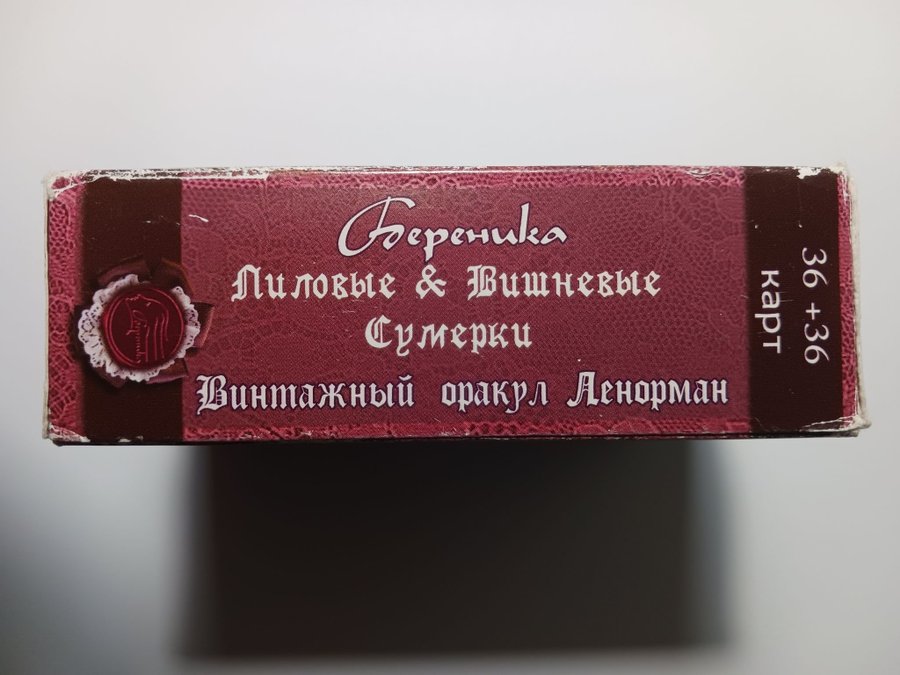 Береника
Лиловые & Вишневые
Сумерки
Винтажный оракул Ленорман
36 +36
карт